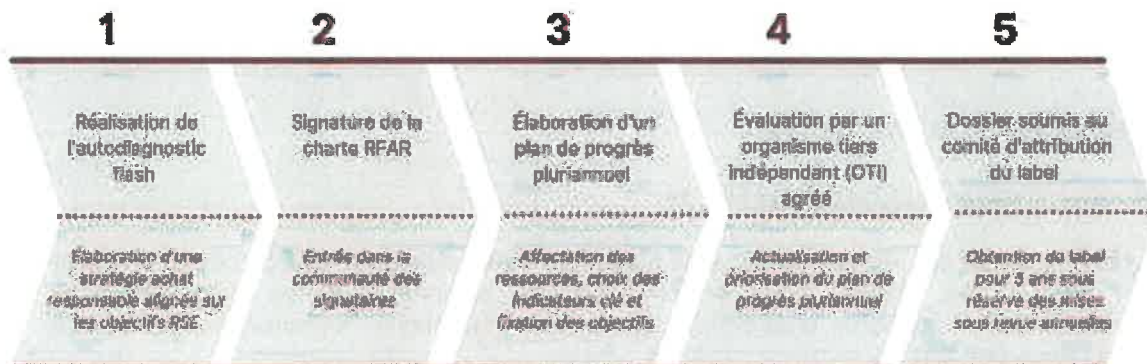 1
2
3
4
5
Réalisation de
l'autodiagnostic
flash
Signature de la
charte RFAR
Élaboration d'un
plan de progrès
pluriannuel
Évaluation par un
organisme tiers
indépendant (OTI)
agréé
Dossier soumis au
comité d'attribution
du label
Élaboration d'une
stratégie achat
responsable alignée sur
les objectifs RSE
Entrée dans la
communauté des
signataires
Affectation des
ressources, choix des
indicateurs clé et
fixation des objectifs
Actualisation et
priorisation du plan de
progrès pluriannuel
Obtention du label
pour 3 ans sous
réserve des mises
sous revue annuelles